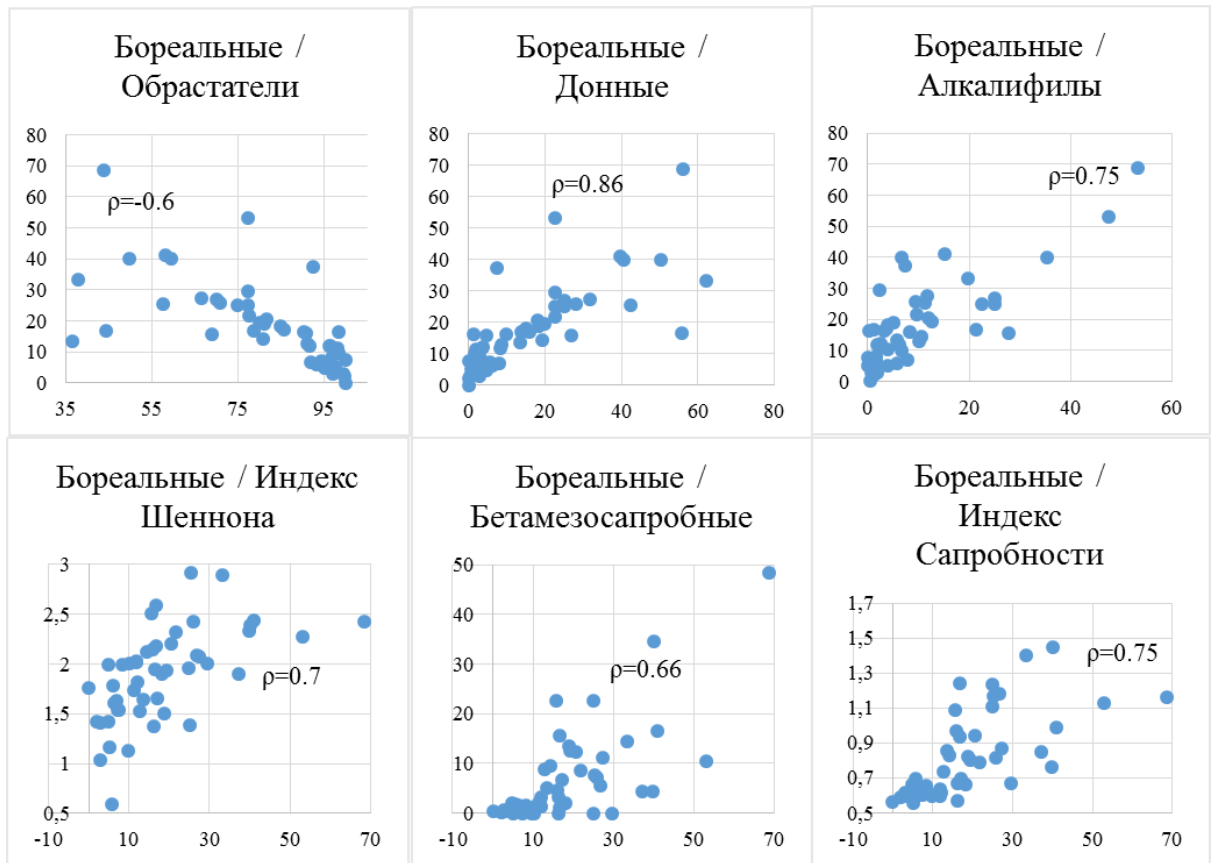 Бореальные /
Обрастатели
80
70
60
50
40
30
20
10
0
ρ=-0.6
35 55 75 95
Бореальные /
Донные
80
70
60
50
40
30
20
10
0
ρ=0.86
0 20 40 60 80
Бореальные /
Алкалифилы
80
70
60
50
40
30
20
10
0
ρ=0.75
0 20 40 60
Бореальные / Индекс
Шеннона
3
2,5
2
1,5
1
0,5
ρ=0.7
-10 10 30 50 70
Бореальные /
Бетамезосапробные
50
40
30
20
10
0
ρ=0.66
-10 10 30 50 70
Бореальные /
Индекс
Сапробности
1,7
1,5
1,3
1,1
0,9
0,7
0,5
ρ=0.75
-10 10 30 50 70